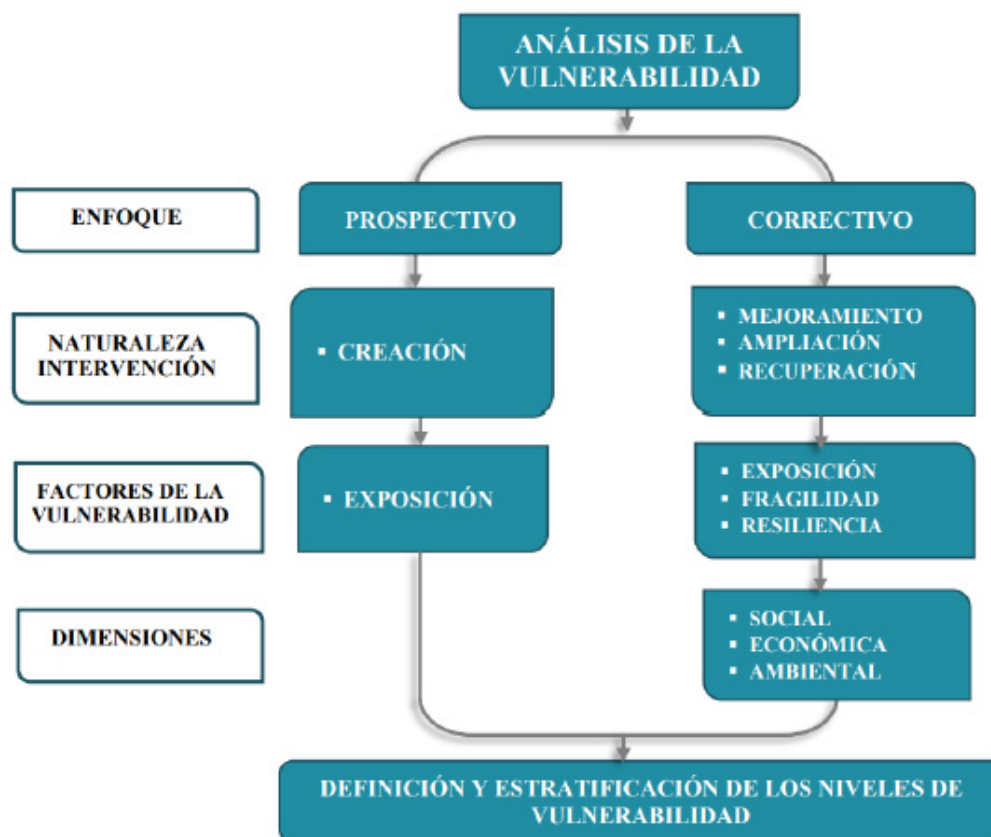 ANÁLISIS DE LA
VULNERABILIDAD
ENFOQUE
PROSPECTIVO
CORRECTIVO
NATURALEZA
INTERVENCIÓN
▪ CREACIÓN
▪ MEJORAMIENTO
▪ AMPLIACIÓN
▪ RECUPERACIÓN
FACTORES DE LA
VULNERABILIDAD
▪ EXPOSICIÓN
▪ EXPOSICIÓN
▪ FRAGILIDAD
▪ RESILIENCIA
DIMENSIONES
▪ SOCIAL
▪ ECONÓMICA
▪ AMBIENTAL
DEFINICIÓN Y ESTRATIFICACIÓN DE LOS NIVELES DE
VULNERABILIDAD